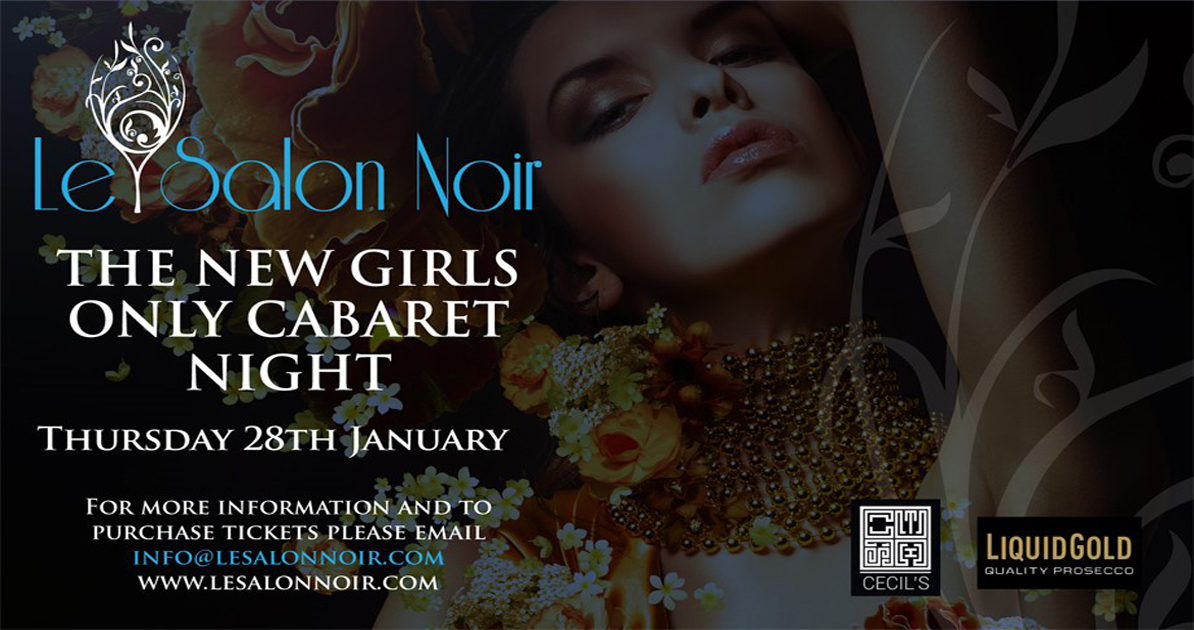 Le Salon Noir
THE NEW GIRLS
ONLY CABARET
NIGHT
THURSDAY 28TH JANUARY
FOR MORE INFORMATION AND TO
PURCHASE TICKETS PLEASE EMAIL
INFO@LESALONNOIR.COM
WWW.LESALONNOIR.COM
CECIL'S
LIQUIDGOLD
QUALITY PROSECCO